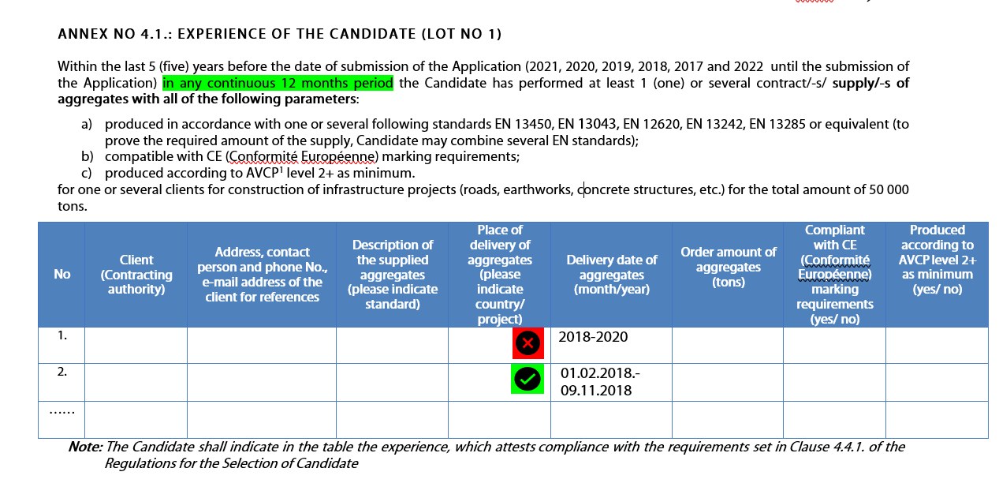 ANNEX NO 4.1.: EXPERIENCE OF THE CANDIDATE (LOT NO 1)
Within the last 5 (five) years before the date of submission of the Application (2021, 2020, 2019, 2018, 2017 and 2022 until the submission of
the Application) in any continuous 12 months period the Candidate has performed at least 1 (one) or several contract/-s/ supply/-s of
aggregates with all of the following parameters:
a) produced in accordance with one or several following standards EN 13450, EN 13043, EN 12620, EN 13242, EN 13285 or equivalent (to
prove the required amount of the supply, Candidate may combine several EN standards);
b) compatible with CE (Conformité Européenne) marking requirements;
c) produced according to AVCP¹ level 2+ as minimum.
for one or several clients for construction of infrastructure projects (roads, earthworks, concrete structures, etc.) for the total amount of 50 000
tons.
No
Client
(Contracting
authority)
Address, contact
person and phone No.,
e-mail address of the
client for references
Description of
the supplied
aggregates
(please indicate
standard)
Place of
delivery of
aggregates
(please
indicate
country/
project)
Delivery date of
aggregates
(month/year)
Order amount of
aggregates
(tons)
Compliant
with CE
(Conformité
Européenne)
marking
requirements
(yes/ no)
Produced
according to
AVCP level 2+
as minimum
(yes/ no)
1.
2018-2020
2.
01.02.2018.-
09.11.2018
……
Note: The Candidate shall indicate in the table the experience, which attests compliance with the requirements set in Clause 4.4.1. of the
Regulations for the Selection of Candidate